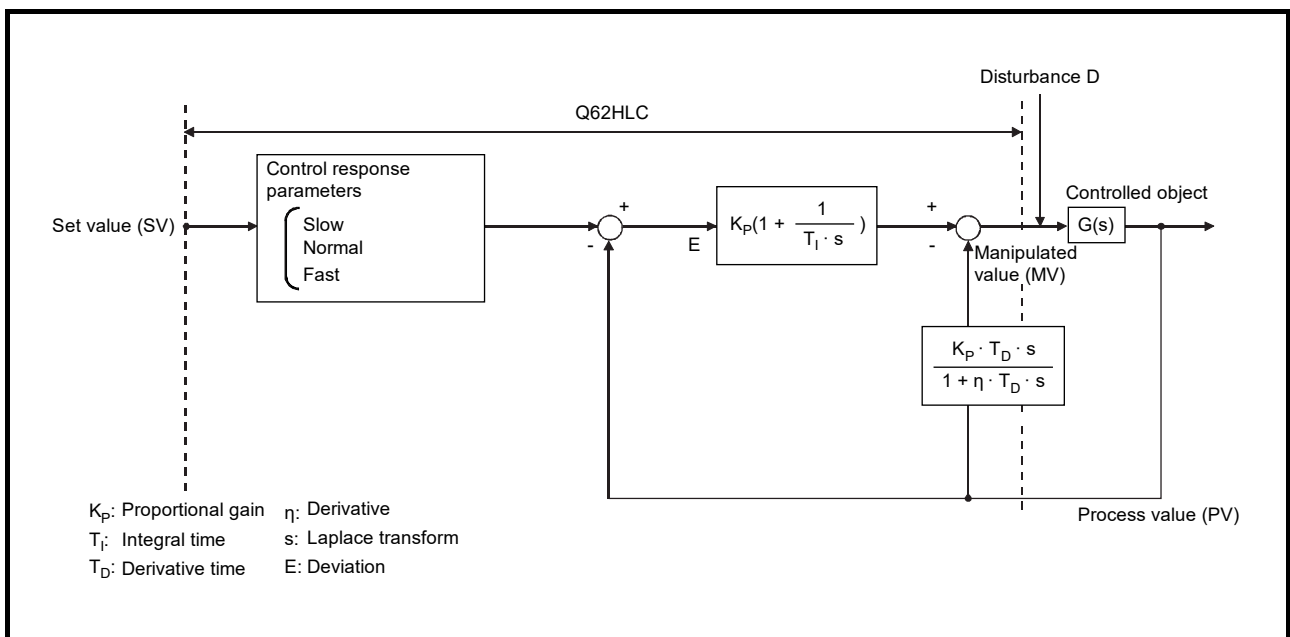 Disturbance D
Q62HLC
Control response
parameters
Slow
Normal
Fast
Set value (SV)
+
-
E
K_P(1 + 1 / T_I · s )
+
-
Manipulated
value (MV)
Controlled object
G(s)
K_P · T_D · s
1 + η · T_D · s
Process value (PV)
K_P: Proportional gain η: Derivative
T_I: Integral time s: Laplace transform
T_D: Derivative time E: Deviation